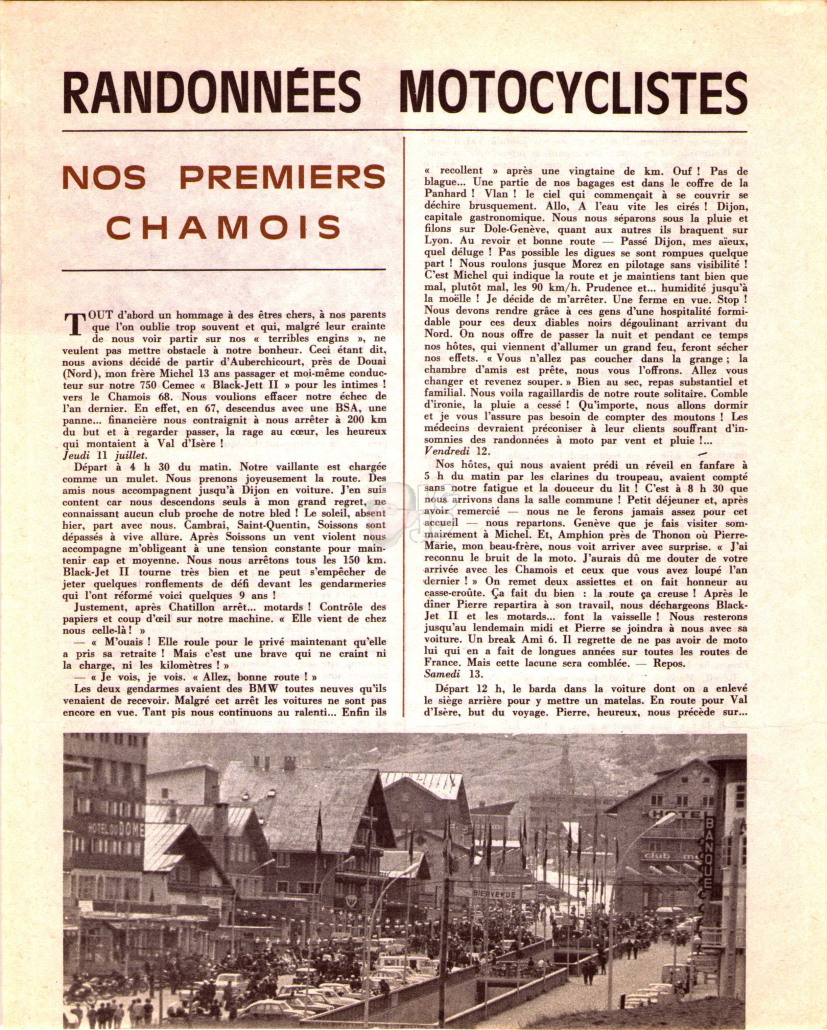 RANDONNÉES MOTOCYCLISTES
NOS PREMIERS
CHAMOIS
TOUT d'abord un hommage à des êtres chers, à nos parents
que l'on oublie trop souvent et qui, malgré leur crainte
de nous voir partir sur nos « terribles engins », ne
veulent pas mettre obstacle à notre bonheur. Ceci étant dit,
nous avions décidé de partir d'Auberchicourt, près de Douai
(Nord), mon frère Michel 13 ans passager et moi-même conduc-
teur sur notre 750 Cemec « Black-Jett II » pour les intimes !
vers le Chamois 68. Nous voulions effacer notre échec de
l'an dernier. En effet, en 67, descendus avec une BSA, une
panne... financière nous contraignit à nous arrêter à 200 km
du but et à regarder passer, la rage au cœur, les heureux
qui montaient à Val d'Isère !
Jeudi 11 juillet.
Départ à 4 h 30 du matin. Notre vaillante est chargée
comme un mulet. Nous prenons joyeusement la route. Des
amis nous accompagnent jusqu'à Dijon en voiture. J'en suis
content car nous descendons seuls à mon grand regret, ne
connaissant aucun club proche de notre bled ! Le soleil, absent
hier, part avec nous. Cambrai, Saint-Quentin, Soissons sont
dépassés à vive allure. Après Soissons un vent violent nous
accompagne m'obligeant à une tension constante pour main-
tenir cap et moyenne. Nous nous arrêtons tous les 150 km.
Black-Jet II tourne très bien et ne peut s'empêcher de
jeter quelques ronflements de défi devant les gendarmeries
qui l'ont réformé voici quelques 9 ans !
Justement, après Chatillon arrêt... motards ! Contrôle des
papiers et coup d'œil sur notre machine. « Elle vient de chez
nous celle-là ! »
— « M'ouais ! Elle roule pour le privé maintenant qu'elle
a pris sa retraite ! Mais c'est une brave qui ne craint ni
la charge, ni les kilomètres ! »
— « Je vois, je vois. « Allez, bonne route ! »
Les deux gendarmes avaient des BMW toutes neuves qu'ils
venaient de recevoir. Malgré cet arrêt les voitures ne sont pas
encore en vue. Tant pis nous continuons au ralenti... Enfin ils
« recollent » après une vingtaine de km. Ouf ! Pas de
blague... Une partie de nos bagages est dans le coffre de la
Panhard ! Vlan ! le ciel qui commençait à se couvrir se
déchire brusquement. Allo, A l'eau vite les cirés ! Dijon,
capitale gastronomique. Nous nous séparons sous la pluie et
filons sur Dole-Genève, quant aux autres ils braquent sur
Lyon. Au revoir et bonne route — Passé Dijon, mes aïeux,
quel déluge ! Pas possible les digues se sont rompues quelque
part ! Nous roulons jusque Morez en pilotage sans visibilité !
C'est Michel qui indique la route et je maintiens tant bien que
mal, plutôt mal, les 90 km/h. Prudence et... humidité jusqu'à
la moëlle ! Je décide de m'arrêter. Une ferme en vue. Stop !
Nous devons rendre grâce à ces gens d'une hospitalité formi-
dable pour ces deux diables noirs dégoulinant arrivant du
Nord. On nous offre de passer la nuit et pendant ce temps
nos hôtes, qui viennent d'allumer un grand feu, feront sécher
nos effets. « Vous n'allez pas coucher dans la grange ; la
chambre d'amis est prête, nous vous l'offrons. Allez vous
changer et revenez souper. » Bien au sec, repas substantiel et
familial. Nous voila ragaillardis de notre route solitaire. Comble
d'ironie, la pluie a cessé ! Qu'importe, nous allons dormir
et je vous l'assure pas besoin de compter des moutons ! Les
médecins devraient préconiser à leur clients souffrant d'in-
somnies des randonnées à moto par vent et pluie !...
Vendredi 12.
Nos hôtes, qui nous avaient prédi un réveil en fanfare à
5 h du matin par les clarines du troupeau, avaient compté
sans notre fatigue et la douceur du lit ! C'est à 8 h 30 que
nous arrivons dans la salle commune ! Petit déjeuner et, après
avoir remercié — nous ne le ferons jamais assez pour cet
accueil — nous repartons. Genève que je fais visiter som-
mairement à Michel. Et, Amphion près de Thonon où Pierre-
Marie, mon beau-frère, nous voit arriver avec surprise. « J'ai
reconnu le bruit de la moto. J'aurais dû me douter de votre
arrivée avec les Chamois et ceux que vous avez loupé l'an
dernier ! » On remet deux assiettes et on fait honneur au
casse-croûte. Ça fait du bien : la route ça creuse ! Après le
dîner Pierre repartira à son travail, nous déchargeons Black-
Jet II et les motards... font la vaisselle ! Nous resterons
jusqu'au lendemain midi et Pierre se joindra à nous avec sa
voiture. Un break Ami 6. Il regrette de ne pas avoir de moto
lui qui en a fait de longues années sur toutes les routes de
France. Mais cette lacune sera comblée. — Repos.
Samedi 13.
Départ 12 h, le barda dans la voiture dont on a enlevé
le siège arrière pour y mettre un matelas. En route pour Val
d'Isère, but du voyage. Pierre, heureux, nous précède sur...
HOTEL DU DOME
BIENVENUE
HOTEL
club
BANQUE